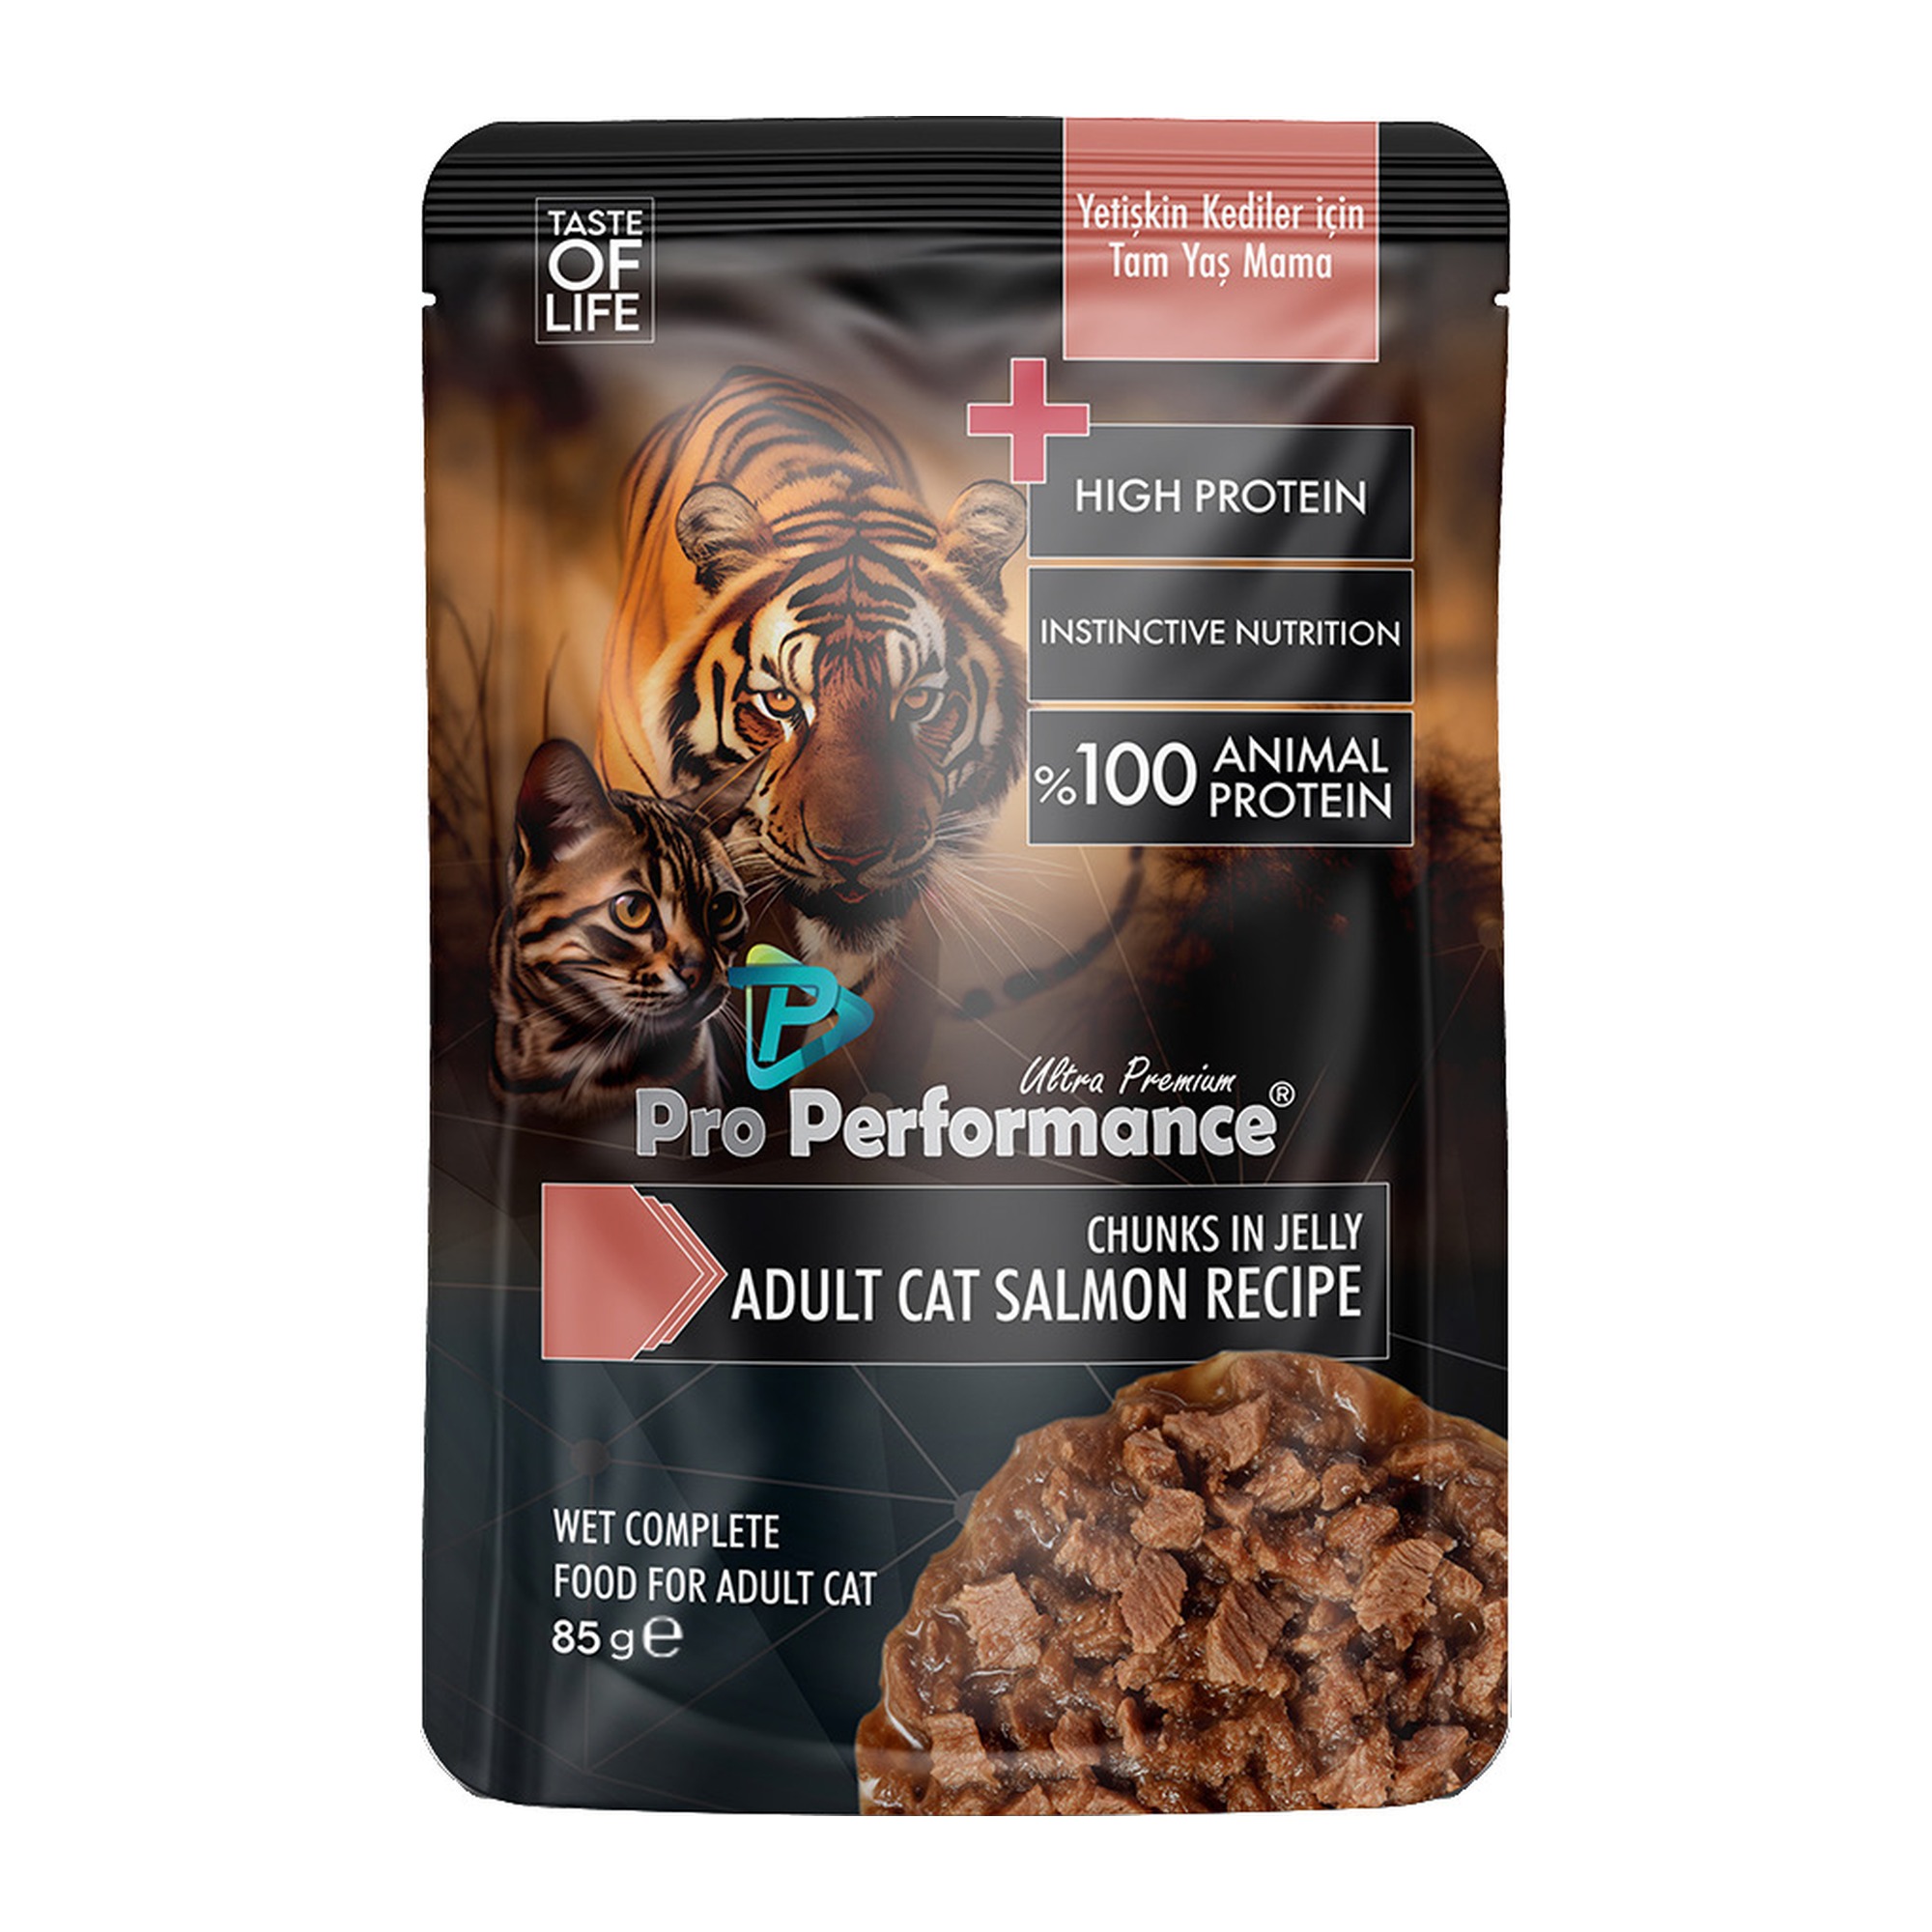 TASTE
OF
LIFE
Yetişkin Kediler için
Tam Yaş Mama
HIGH PROTEIN
INSTINCTIVE NUTRITION
%100 ANIMAL
PROTEIN
P
Ultra Premium
Pro Performance®
CHUNKS IN JELLY
ADULT CAT SALMON RECIPE
WET COMPLETE
FOOD FOR ADULT CAT
85 g ℮